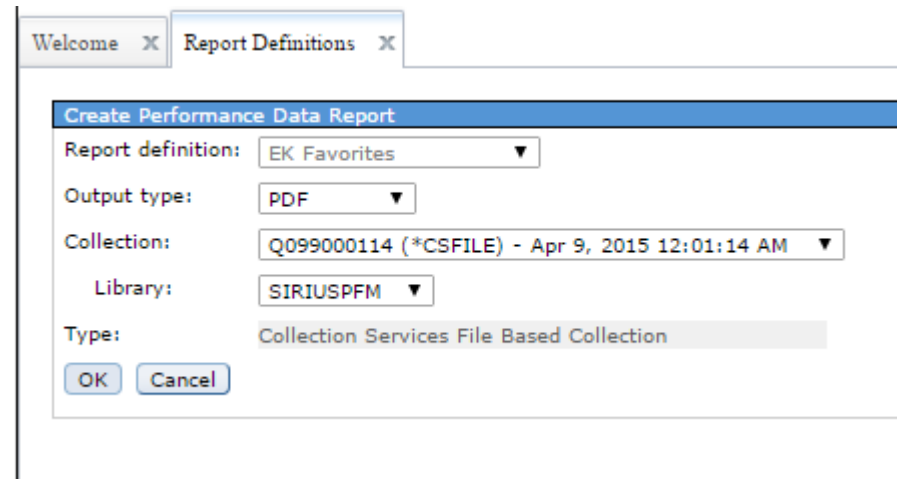 Welcome X Report Definitions X
Create Performance Data Report
Report definition: EK Favorites
Output type: PDF
Collection: Q099000114 (*CSFILE) - Apr 9, 2015 12:01:14 AM
Library: SIRIUSPFM
Type: Collection Services File Based Collection
OK Cancel